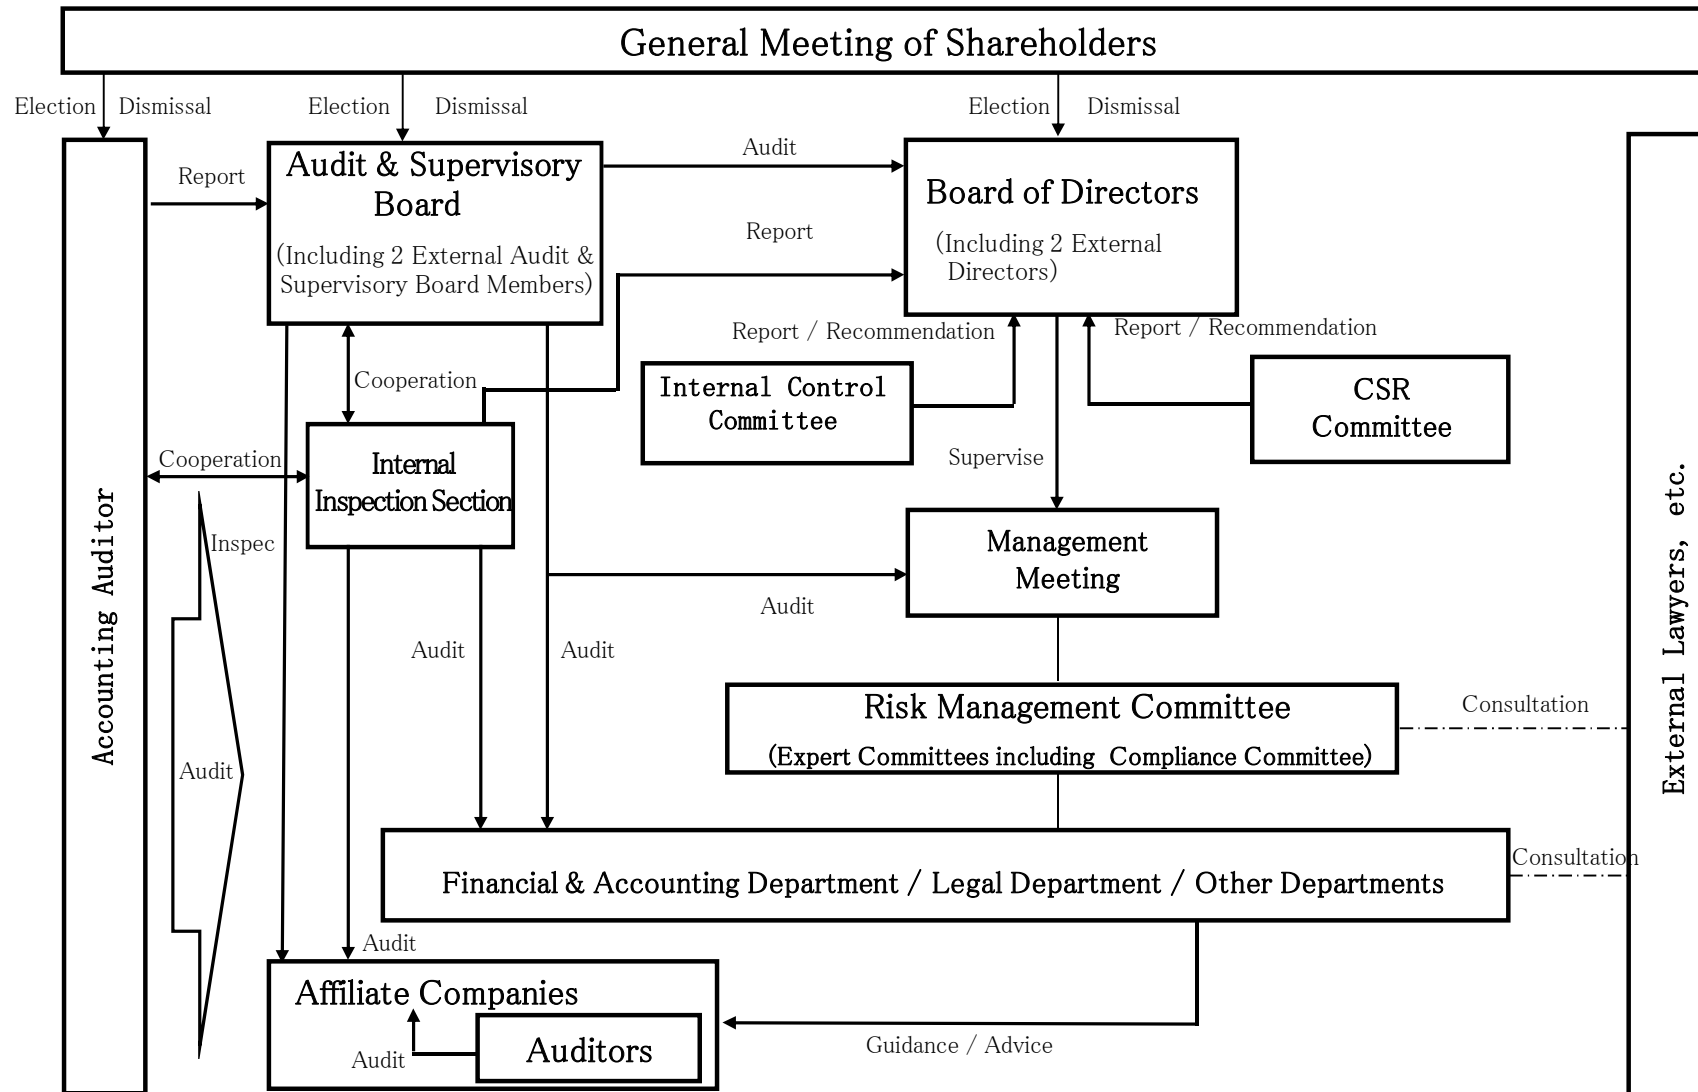 General Meeting of Shareholders
Election
Dismissal
Election
Dismissal
Election
Dismissal
Accounting Auditor
Report
Audit & Supervisory
Board
(Including 2 External Audit &
Supervisory Board Members)
Audit
Report
Board of Directors
(Including 2 External
Directors)
Report / Recommendation
Report / Recommendation
Cooperation
Internal Control
Committee
CSR
Committee
Cooperation
Internal
Inspection Section
Supervise
External Lawyers, etc.
Inspec
Management
Meeting
Audit
Audit
Audit
Risk Management Committee
(Expert Committees including Compliance Committee)
Consultation
Audit
Financial & Accounting Department / Legal Department / Other Departments
Consultation
Audit
Affiliate Companies
Audit
Auditors
Guidance / Advice